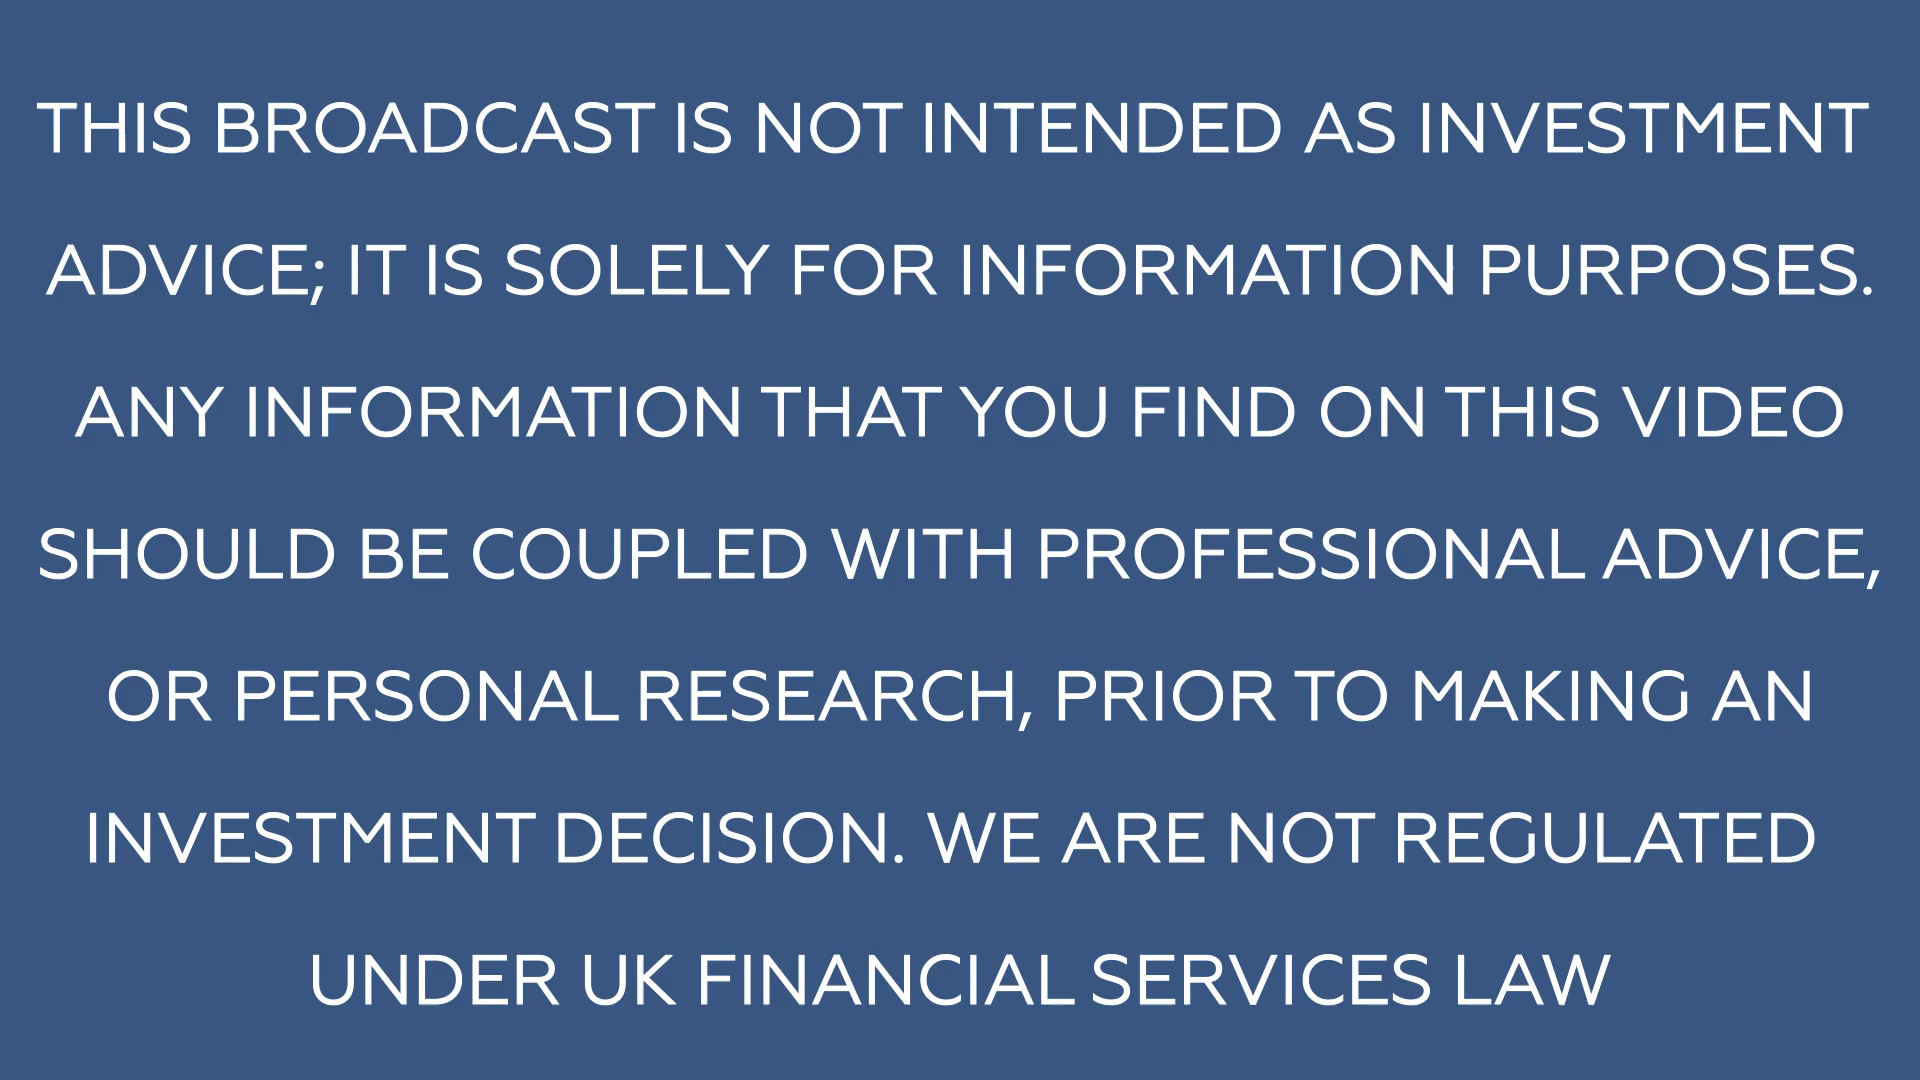 THIS BROADCAST IS NOT INTENDED AS INVESTMENT
ADVICE; IT IS SOLELY FOR INFORMATION PURPOSES.
ANY INFORMATION THAT YOU FIND ON THIS VIDEO
SHOULD BE COUPLED WITH PROFESSIONAL ADVICE,
OR PERSONAL RESEARCH, PRIOR TO MAKING AN
INVESTMENT DECISION. WE ARE NOT REGULATED
UNDER UK FINANCIAL SERVICES LAW